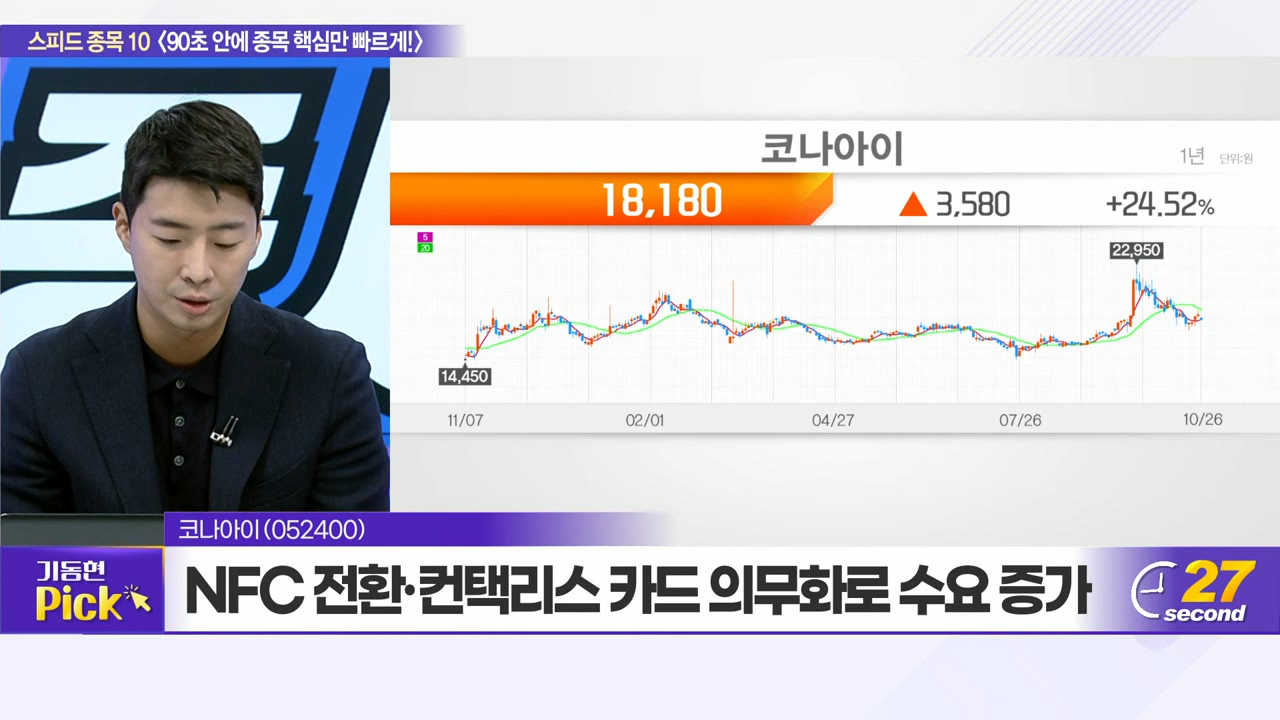 스피드 종목 10 〈90초 안에 종목 핵심만 빠르게!〉
코나아이
1년 단위:원
18,180 ▲ 3,580 +24.52%
5
20
22,950
14,450
11/07 02/01 04/27 07/26 10/26
코나아이(052400)
기동현
Pick
NFC 전환·컨택리스 카드 의무화로 수요 증가
27
second